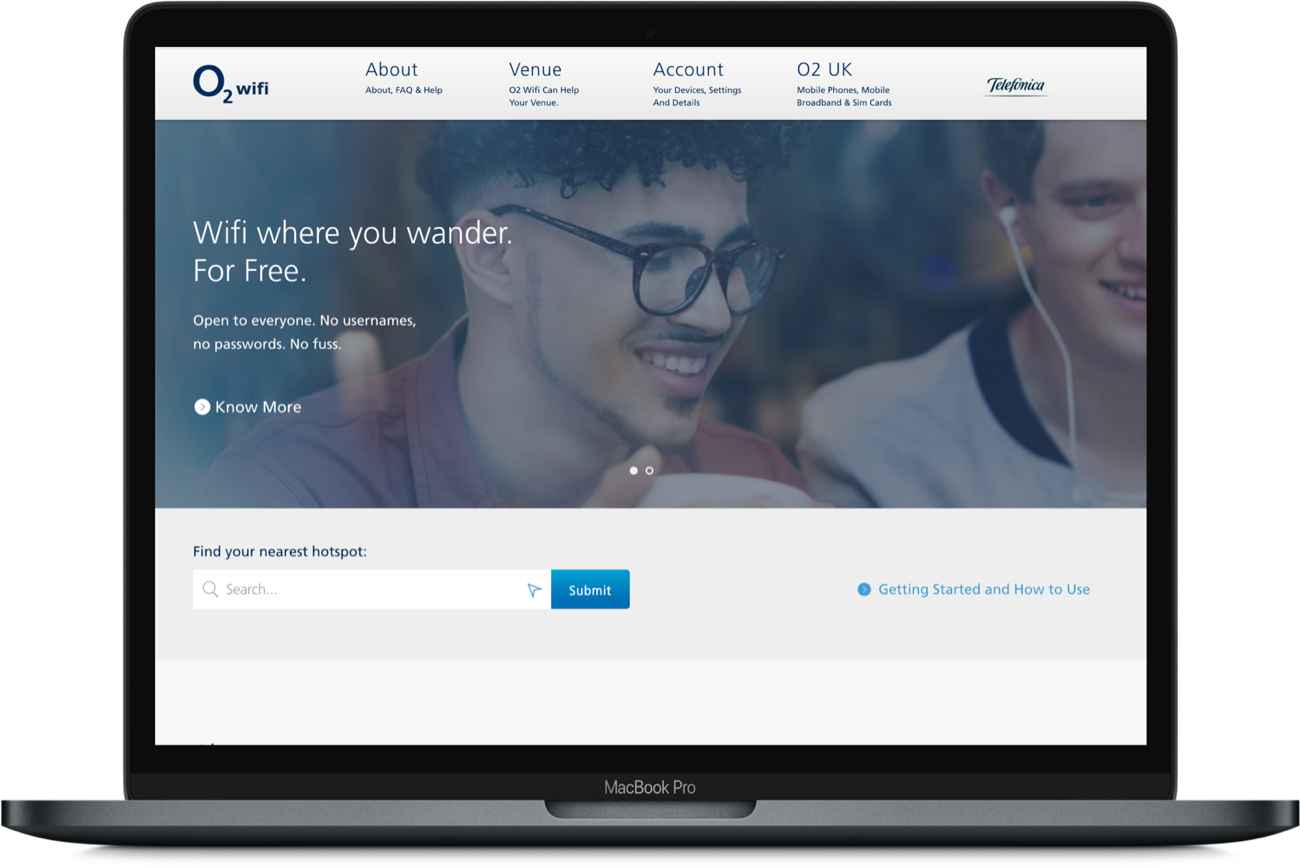 O2 wifi
About
About, FAQ & Help
Venue
O2 Wifi Can Help
Your Venue.
Account
Your Devices, Settings
And Details
O2 UK
Mobile Phones, Mobile
Broadband & Sim Cards
Telefónica
Wifi where you wander.
For Free.
Open to everyone. No usernames,
no passwords. No fuss.
Know More
Find your nearest hotspot:
Search...
Submit
Getting Started and How to Use
MacBook Pro